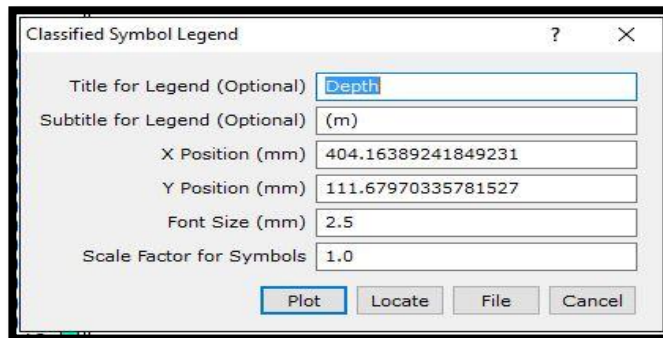 Classified Symbol Legend ? ×
Title for Legend (Optional) Depth
Subtitle for Legend (Optional) (m)
X Position (mm) 404.16389241849231
Y Position (mm) 111.67970335781527
Font Size (mm) 2.5
Scale Factor for Symbols 1.0
Plot Locate File Cancel